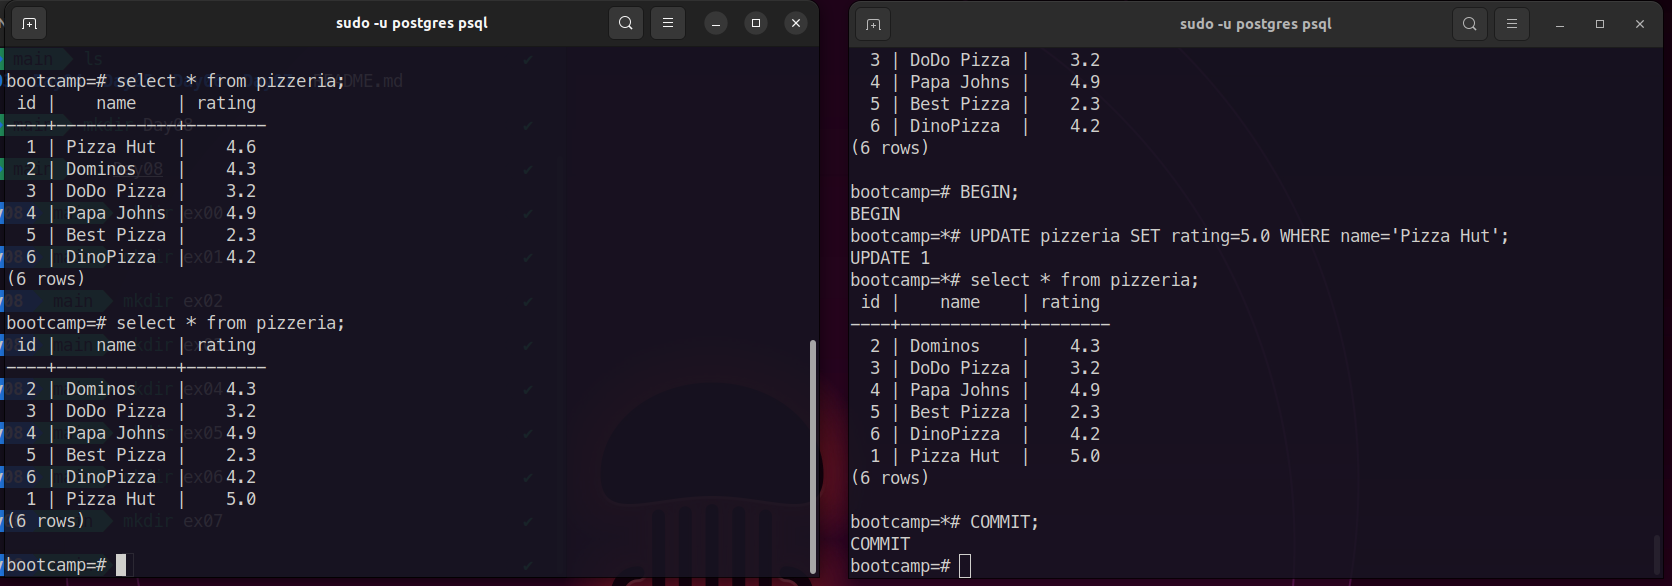 sudo -u postgres psql
main ls
bootcamp=# select * from pizzeria;
 id |    name     | rating
----+------------+--------
  1 | Pizza Hut  |    4.6
  2 | Dominos    |    4.3
  3 | DoDo Pizza |    3.2
  4 | Papa Johns |    4.9
  5 | Best Pizza |    2.3
  6 | DinoPizza  |    4.2
(6 rows)
main mkdir ex02
bootcamp=# select * from pizzeria;
 id |    name     | rating
----+------------+--------
  2 | Dominos    |    4.3
  3 | DoDo Pizza |    3.2
  4 | Papa Johns |    4.9
  5 | Best Pizza |    2.3
  6 | DinoPizza  |    4.2
  1 | Pizza Hut  |    5.0
(6 rows)
mkdir ex07
bootcamp=#
sudo -u postgres psql
  3 | DoDo Pizza |    3.2
  4 | Papa Johns |    4.9
  5 | Best Pizza |    2.3
  6 | DinoPizza  |    4.2
(6 rows)
bootcamp=# BEGIN;
BEGIN
bootcamp=*# UPDATE pizzeria SET rating=5.0 WHERE name='Pizza Hut';
UPDATE 1
bootcamp=*# select * from pizzeria;
 id |    name    | rating
----+------------+--------
  2 | Dominos    |    4.3
  3 | DoDo Pizza |    3.2
  4 | Papa Johns |    4.9
  5 | Best Pizza |    2.3
  6 | DinoPizza  |    4.2
  1 | Pizza Hut  |    5.0
(6 rows)
bootcamp=*# COMMIT;
COMMIT
bootcamp=#